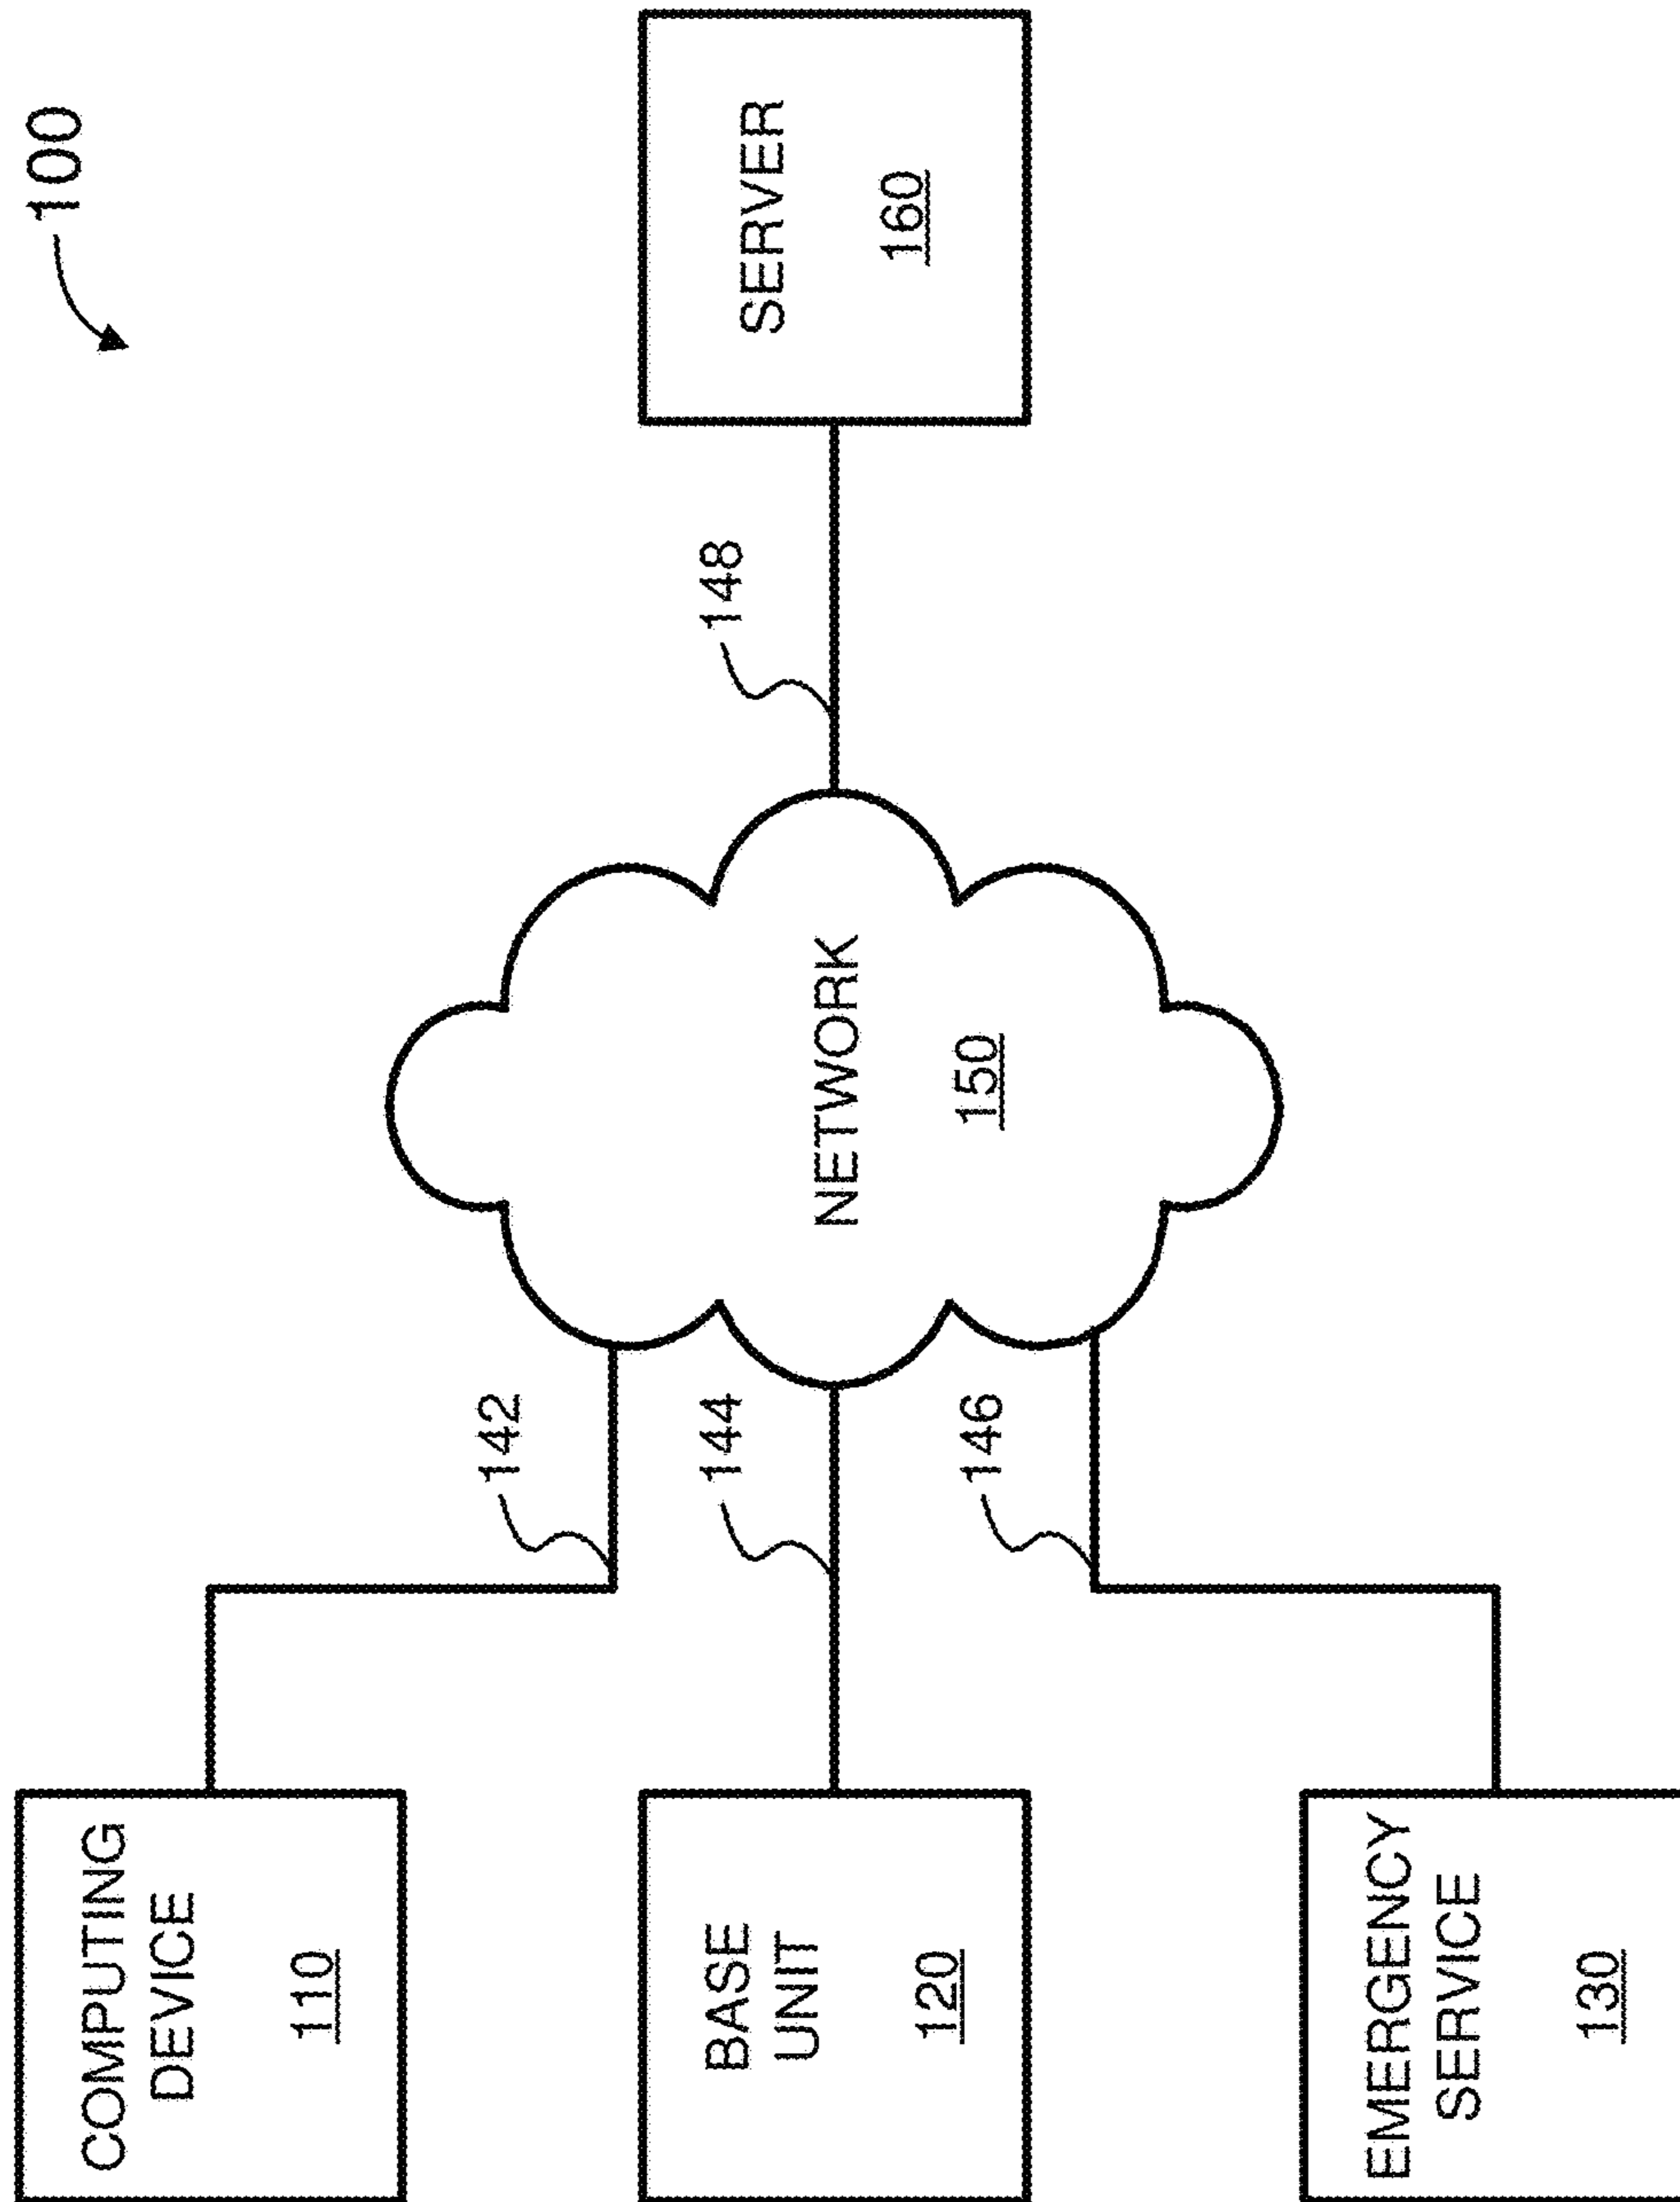 100
COMPUTING
DEVICE
110
142
BASE
UNIT
120
144
NETWORK
150
148
SERVER
160
EMERGENCY
SERVICE
130
146